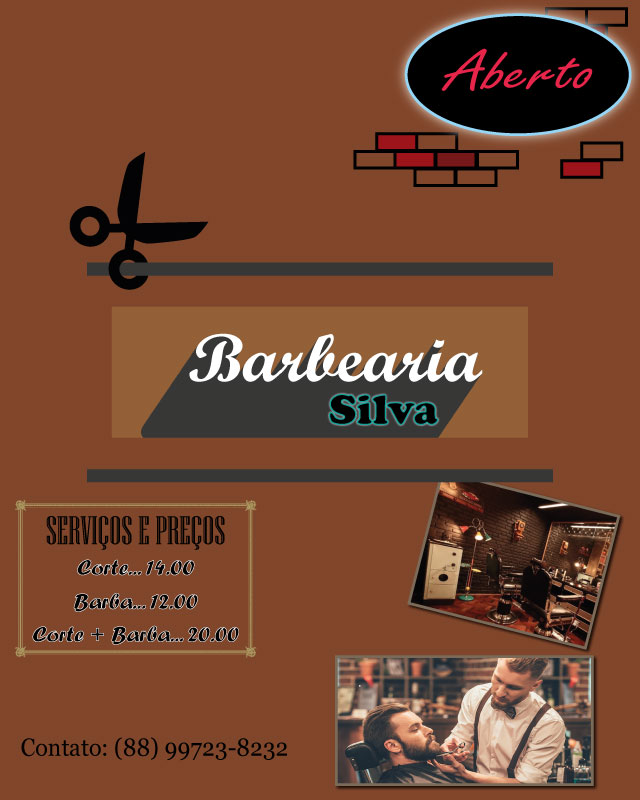 Aberto
Barbearia
Silva
SERVIÇOS E PREÇOS
Corte... 14.00
Barba... 12.00
Corte + Barba... 20.00
Contato: (88) 99723-8232